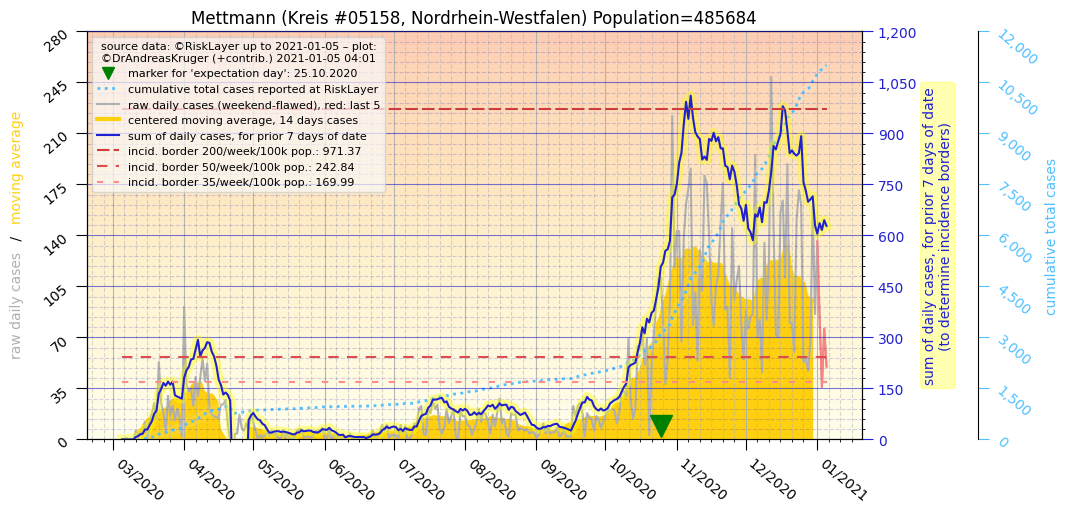 Mettmann (Kreis #05158, Nordrhein-Westfalen) Population=485684
source data: ©RiskLayer up to 2021-01-05 – plot:
©DrAndreasKruger (+contrib.) 2021-01-05 04:01
marker for 'expectation day': 25.10.2020
cumulative total cases reported at RiskLayer
raw daily cases (weekend-flawed), red: last 5
centered moving average, 14 days cases
sum of daily cases, for prior 7 days of date
incid. border 200/week/100k pop.: 971.37
incid. border 50/week/100k pop.: 242.84
incid. border 35/week/100k pop.: 169.99
raw daily cases / moving average
280
245
210
175
140
105
70
35
0
03/2020
04/2020
05/2020
06/2020
07/2020
08/2020
09/2020
10/2020
11/2020
12/2020
01/2021
1,200
1,050
900
750
600
450
300
150
0
sum of daily cases, for prior 7 days of date
(to determine incidence borders)
12,000
10,500
9,000
7,500
6,000
4,500
3,000
1,500
0
cumulative total cases